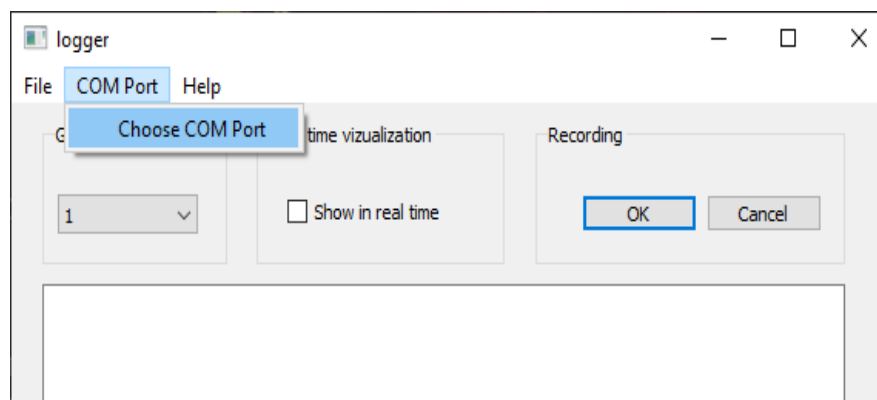 logger
File COM Port Help
Choose COM Port
G
time vizualization
Recording
1
Show in real time
OK
Cancel